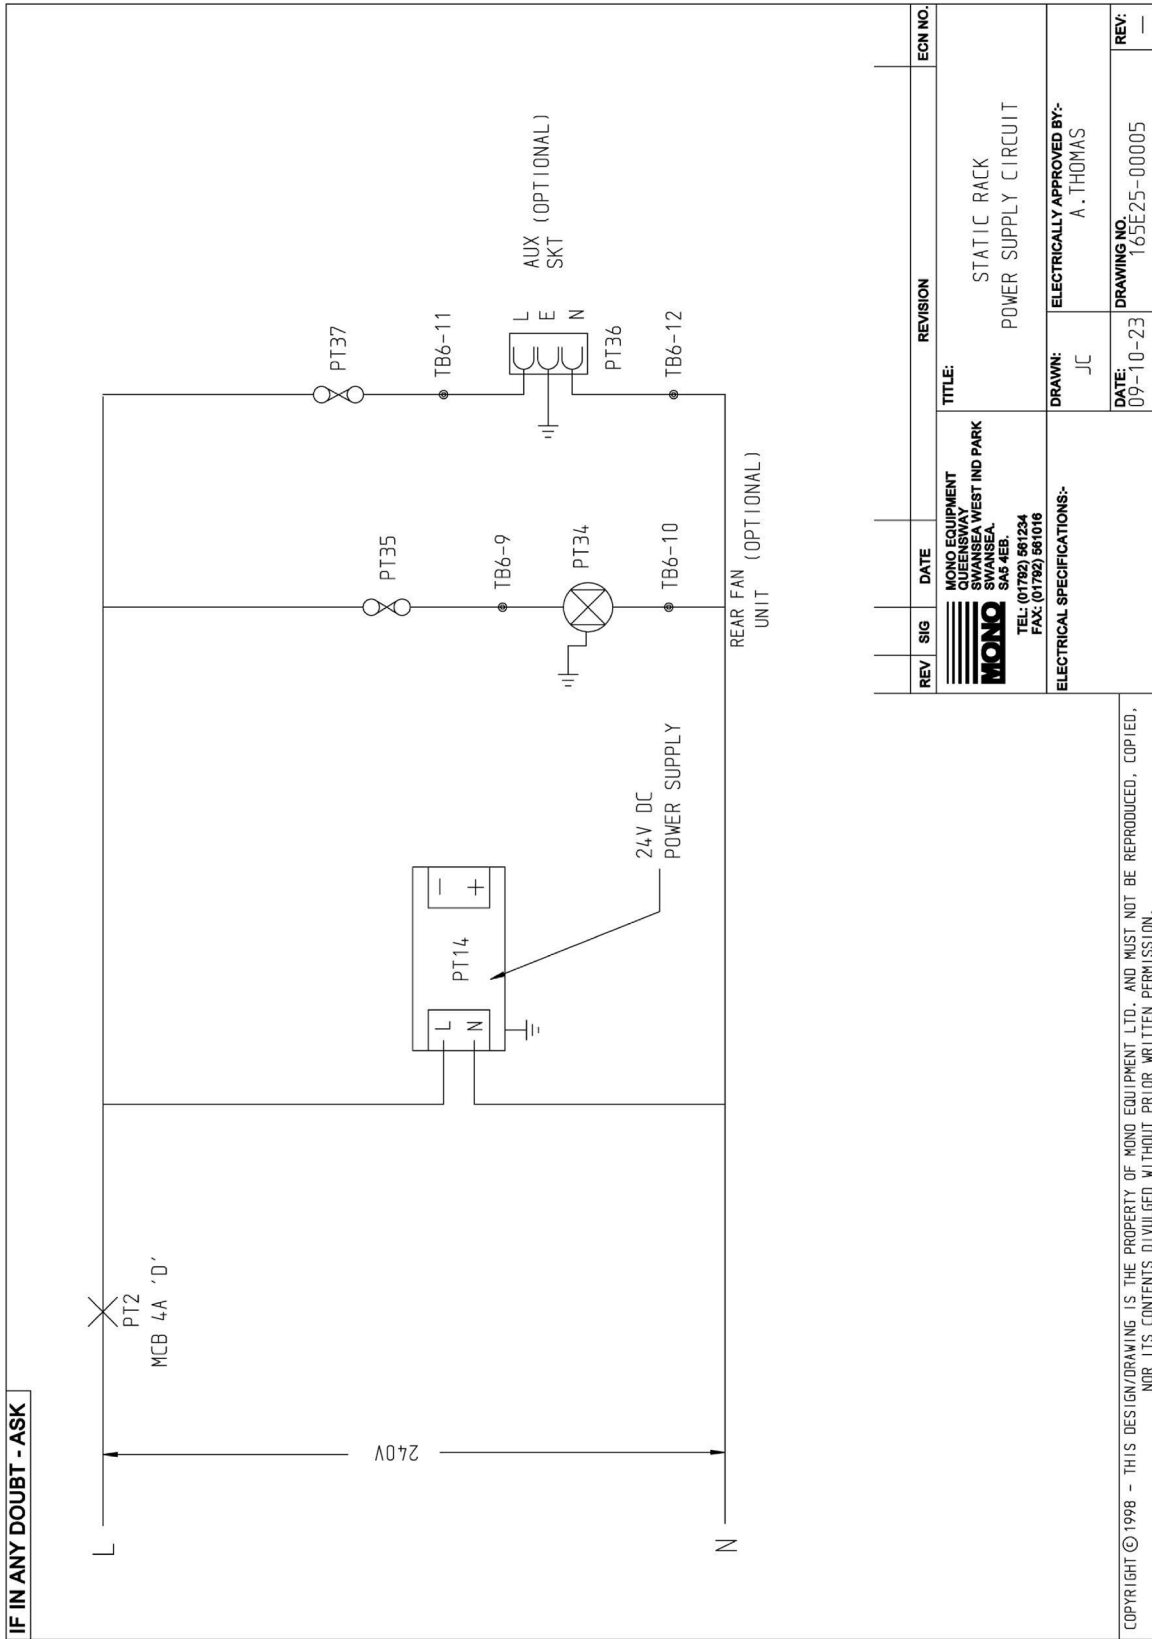 IF IN ANY DOUBT - ASK
L
PT2
MCB 4A 'D'
240V
N
L
N
PT14
—
+
24V DC
POWER SUPPLY
PT35
TB6-9
PT34
TB6-10
REAR FAN (OPTIONAL)
UNIT
PT37
TB6-11
AUX (OPTIONAL)
SKT
L
E
N
PT36
TB6-12
REV SIG DATE REVISION ECN NO.
MONO
MONO EQUIPMENT
QUEENSWAY
SWANSEA WEST IND PARK
SWANSEA.
SA5 4EB.
TEL: (01792) 561234
FAX: (01792) 561016
TITLE:
STATIC RACK
POWER SUPPLY CIRCUIT
ELECTRICAL SPECIFICATIONS:-
DRAWN:
JC
ELECTRICALLY APPROVED BY:-
A.THOMAS
DATE:
09-10-23
DRAWING NO.
165E25-00005
REV:
—
COPYRIGHT © 1998 - THIS DESIGN/DRAWING IS THE PROPERTY OF MONO EQUIPMENT LTD. AND MUST NOT BE REPRODUCED, COPIED,
NOR ITS CONTENTS DIVULGED WITHOUT PRIOR WRITTEN PERMISSION.